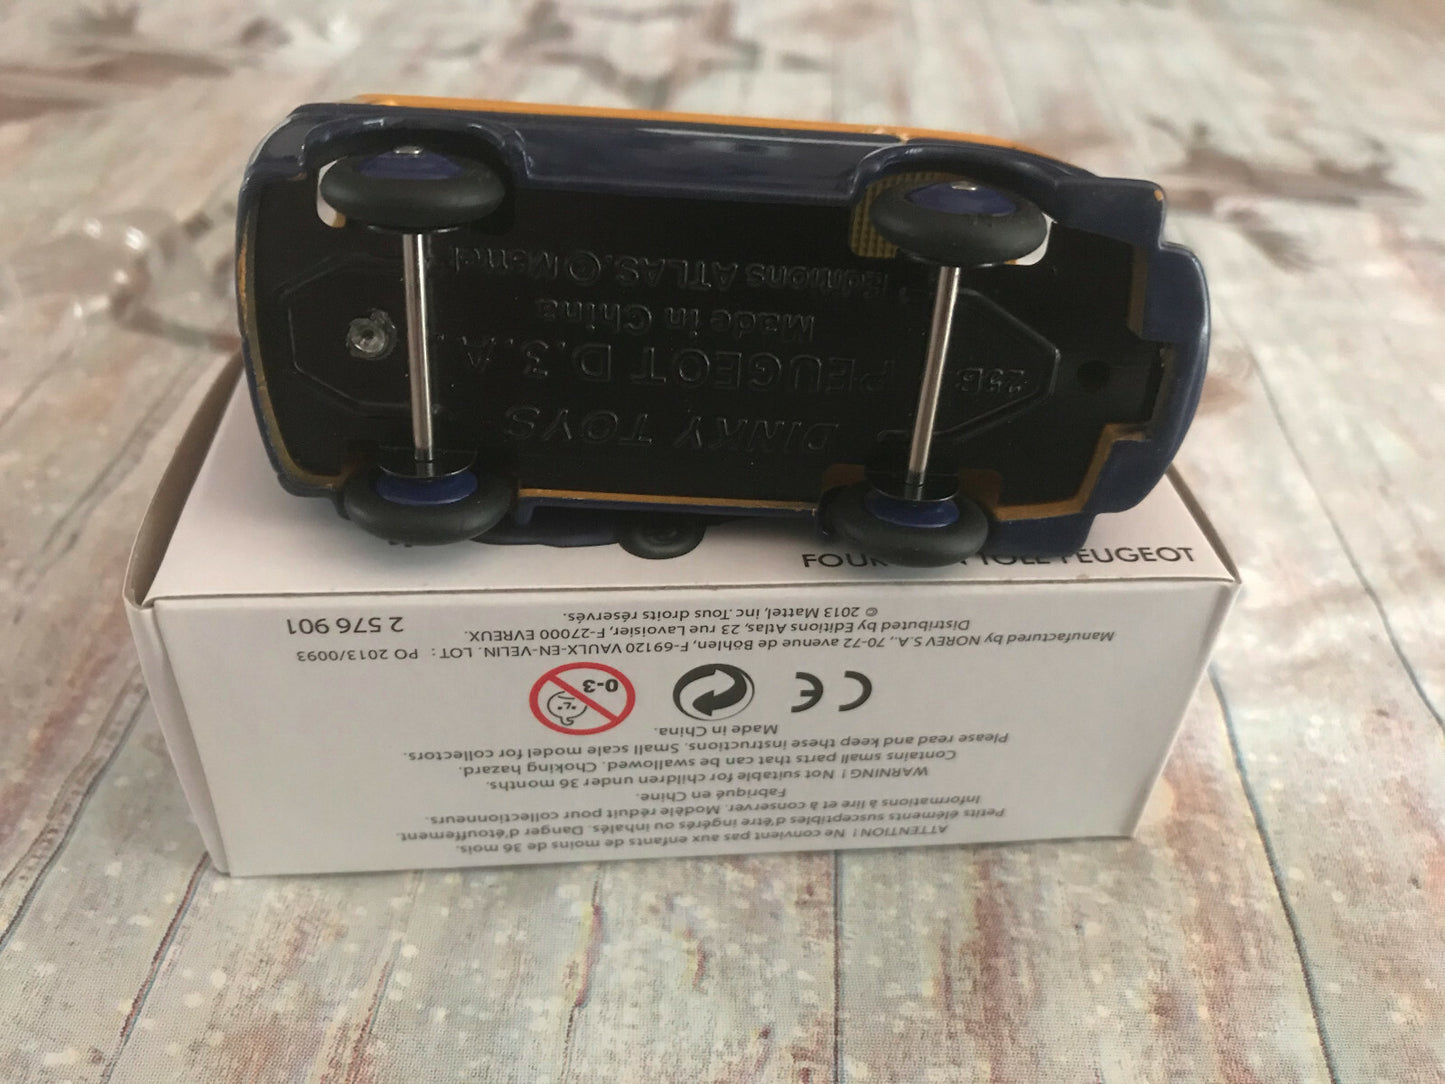 DINKY TOYS
25B PEUGEOT D.3.A.
Made in China
Editions ATLAS. © Mattel
PEUGEOT
ATTENTION ! Ne convient pas aux enfants de moins de 36 mois.
Petits éléments susceptibles d'être ingérés ou inhalés. Danger d'étouffement.
Informations à lire et à conserver. Modèle réduit pour collectionneurs.
Fabriqué en Chine.
WARNING ! Not suitable for children under 36 months.
Contains small parts that can be swallowed. Choking hazard.
Please read and keep these instructions. Small scale model for collectors.
Made in China.
CE
0-3
Manufactured by NOREV S.A., 70-72 avenue de Böhlen, F-69120 VAULX-EN-VELIN. LOT : PO 2013/0093
Distributed by Editions Atlas, 23 rue Lavoisier, F-27000 EVREUX.
© 2013 Mattel, inc. Tous droits réservés.
2 576 901